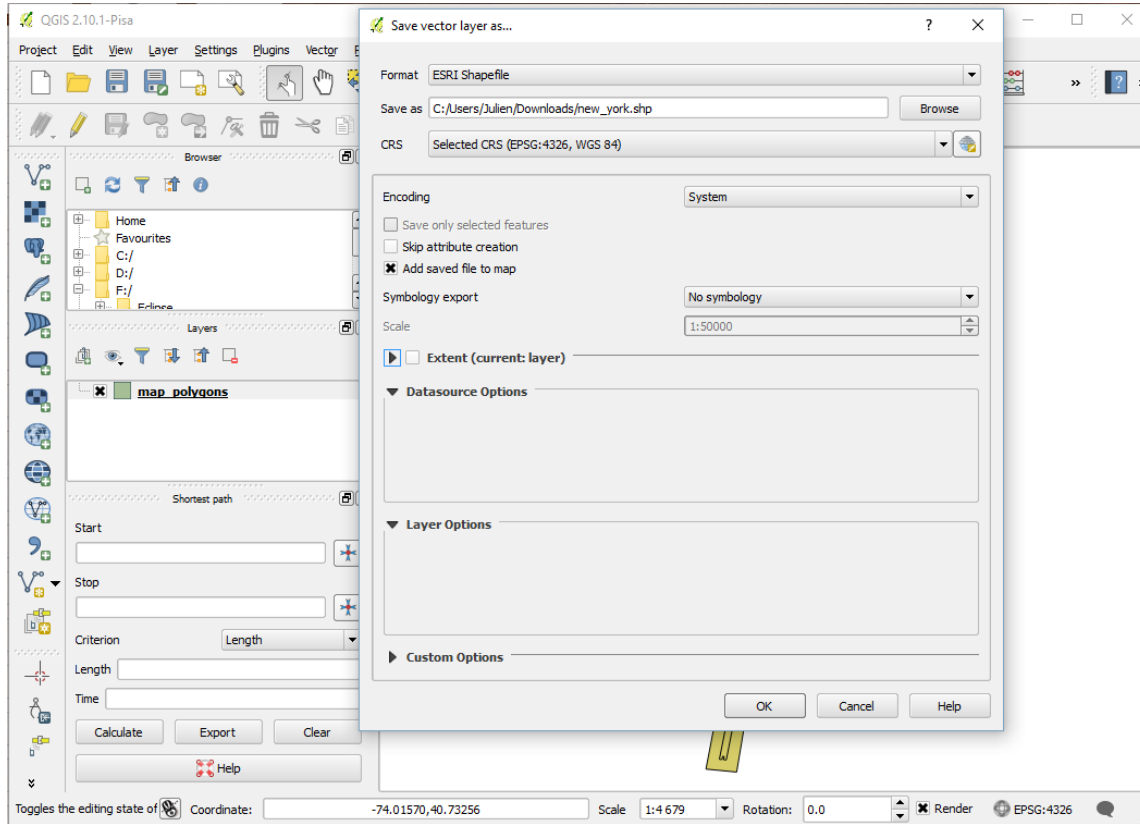 QGIS 2.10.1-Pisa
Project Edit View Layer Settings Plugins Vector
Browser
Home
Favourites
C:/
D:/
F:/
Eclipse
Layers
map_polygons
Shortest path
Start
Stop
Criterion Length
Length
Time
Calculate Export Clear
Help
Save vector layer as...
?
Format ESRI Shapefile
Save as C:/Users/Julien/Downloads/new_york.shp Browse
CRS Selected CRS (EPSG:4326, WGS 84)
Encoding System
Save only selected features
Skip attribute creation
Add saved file to map
Symbology export No symbology
Scale 1:50000
Extent (current: layer)
Datasource Options
Layer Options
Custom Options
OK Cancel Help
Toggles the editing state of Coordinate: -74.01570,40.73256 Scale 1:4 679 Rotation: 0.0 Render EPSG:4326